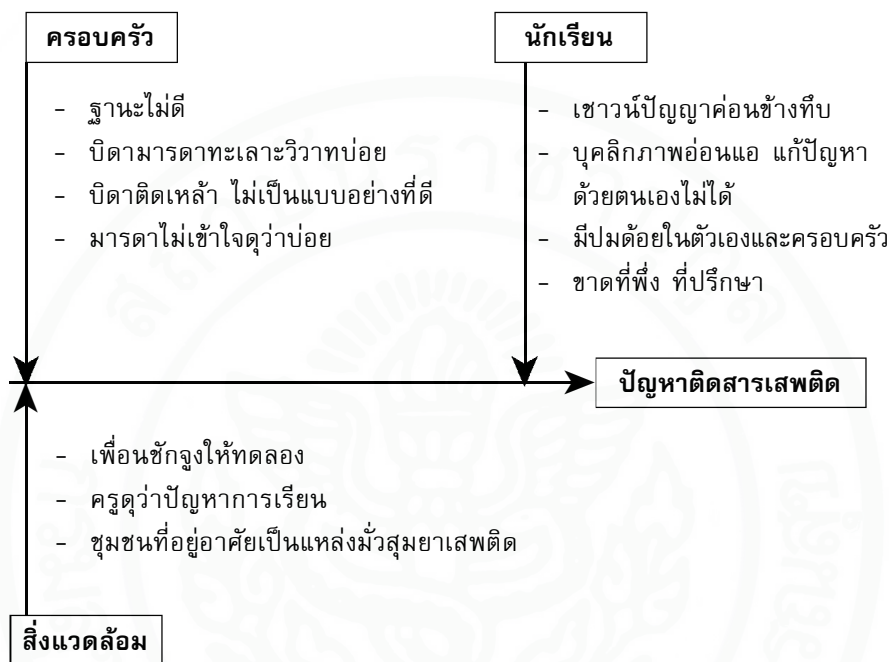 ครอบครัว
- ฐานะไม่ดี
- บิดามารดาทะเลาะวิวาทบ่อย
- บิดาติดเหล้า ไม่เป็นแบบอย่างที่ดี
- มารดาไม่เข้าใจดุว่าบ่อย
นักเรียน
- เชาวน์ปัญญาค่อนข้างทึบ
- บุคลิกภาพอ่อนแอ แก้ปัญหา
ด้วยตนเองไม่ได้
- มีปมด้อยในตัวเองและครอบครัว
- ขาดที่พึ่ง ที่ปรึกษา
ปัญหาติดสารเสพติด
- เพื่อนชักจูงให้ทดลอง
- ครูดุว่าปัญหาการเรียน
- ชุมชนที่อยู่อาศัยเป็นแหล่งมั่วสุมยาเสพติด
สิ่งแวดล้อม